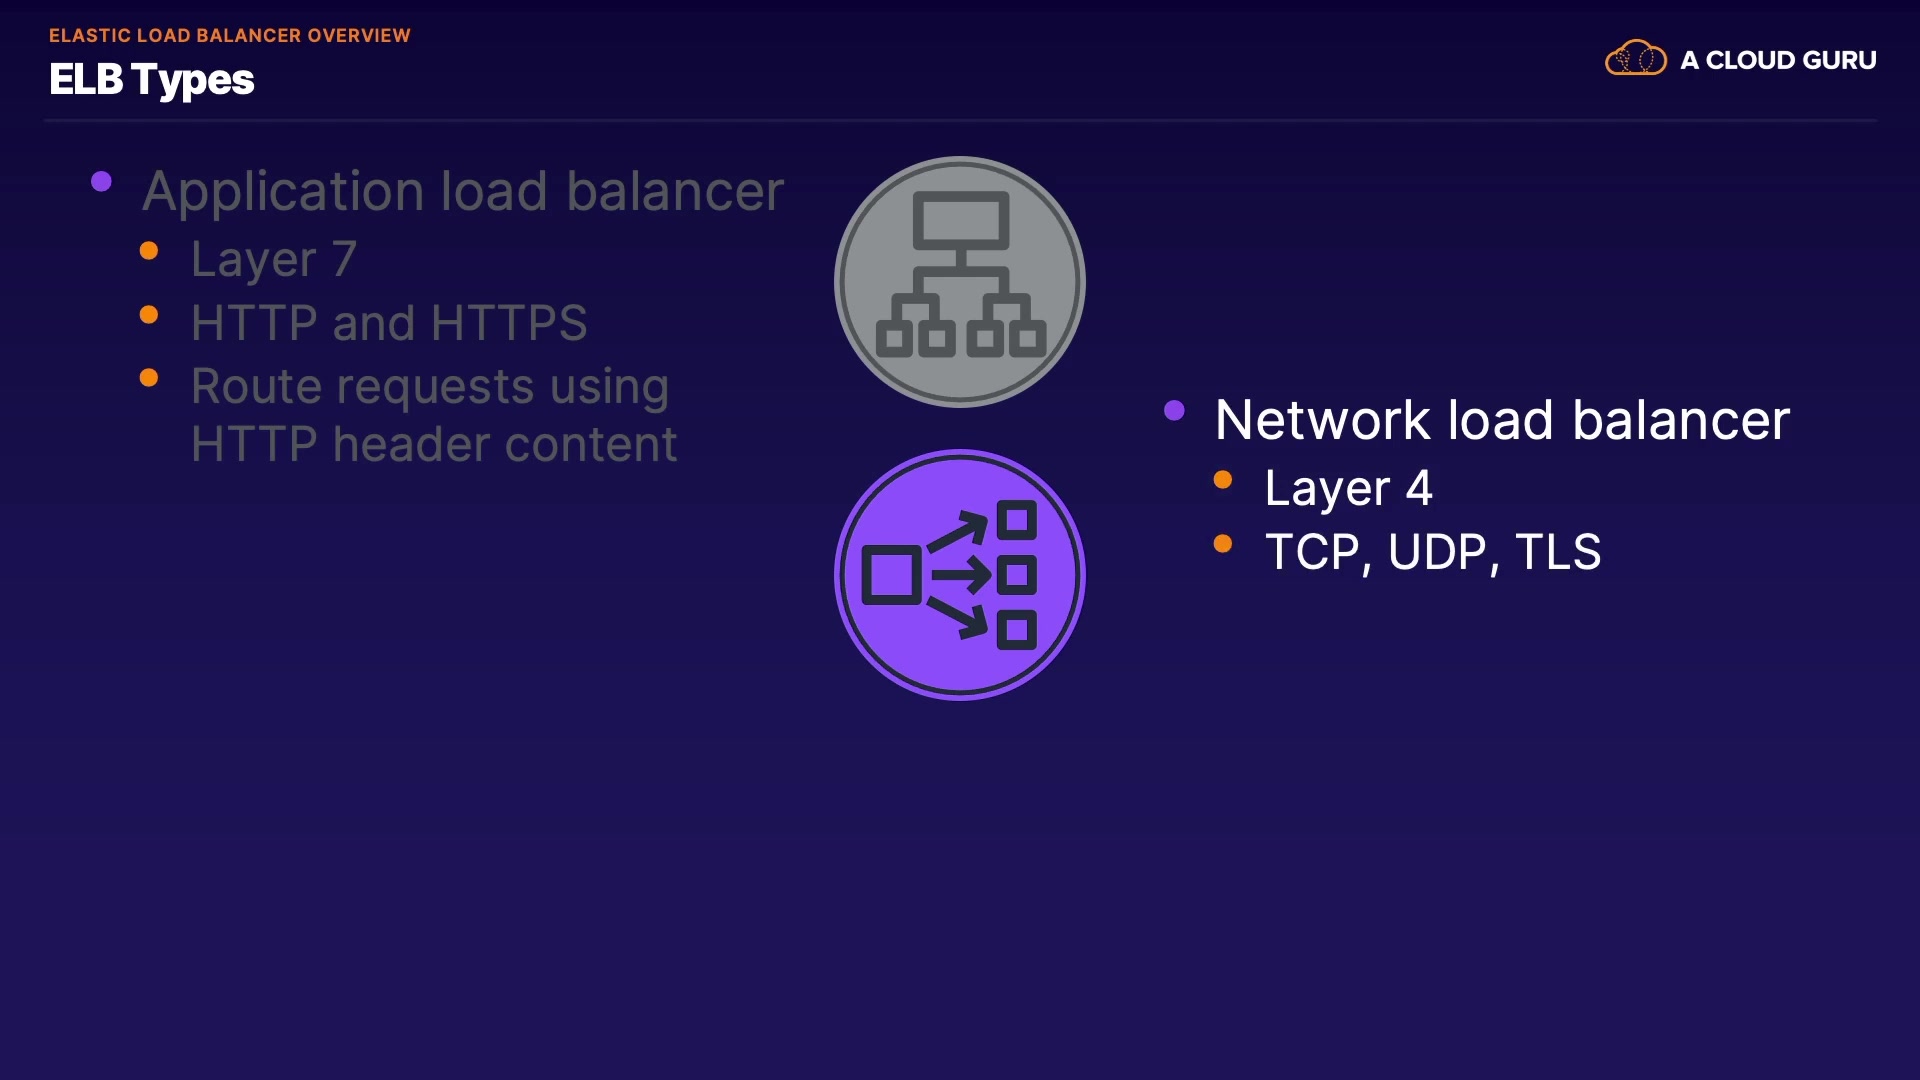 ELASTIC LOAD BALANCER OVERVIEW
ELB Types
A CLOUD GURU
Application load balancer
Layer 7
HTTP and HTTPS
Route requests using
HTTP header content
Network load balancer
Layer 4
TCP, UDP, TLS